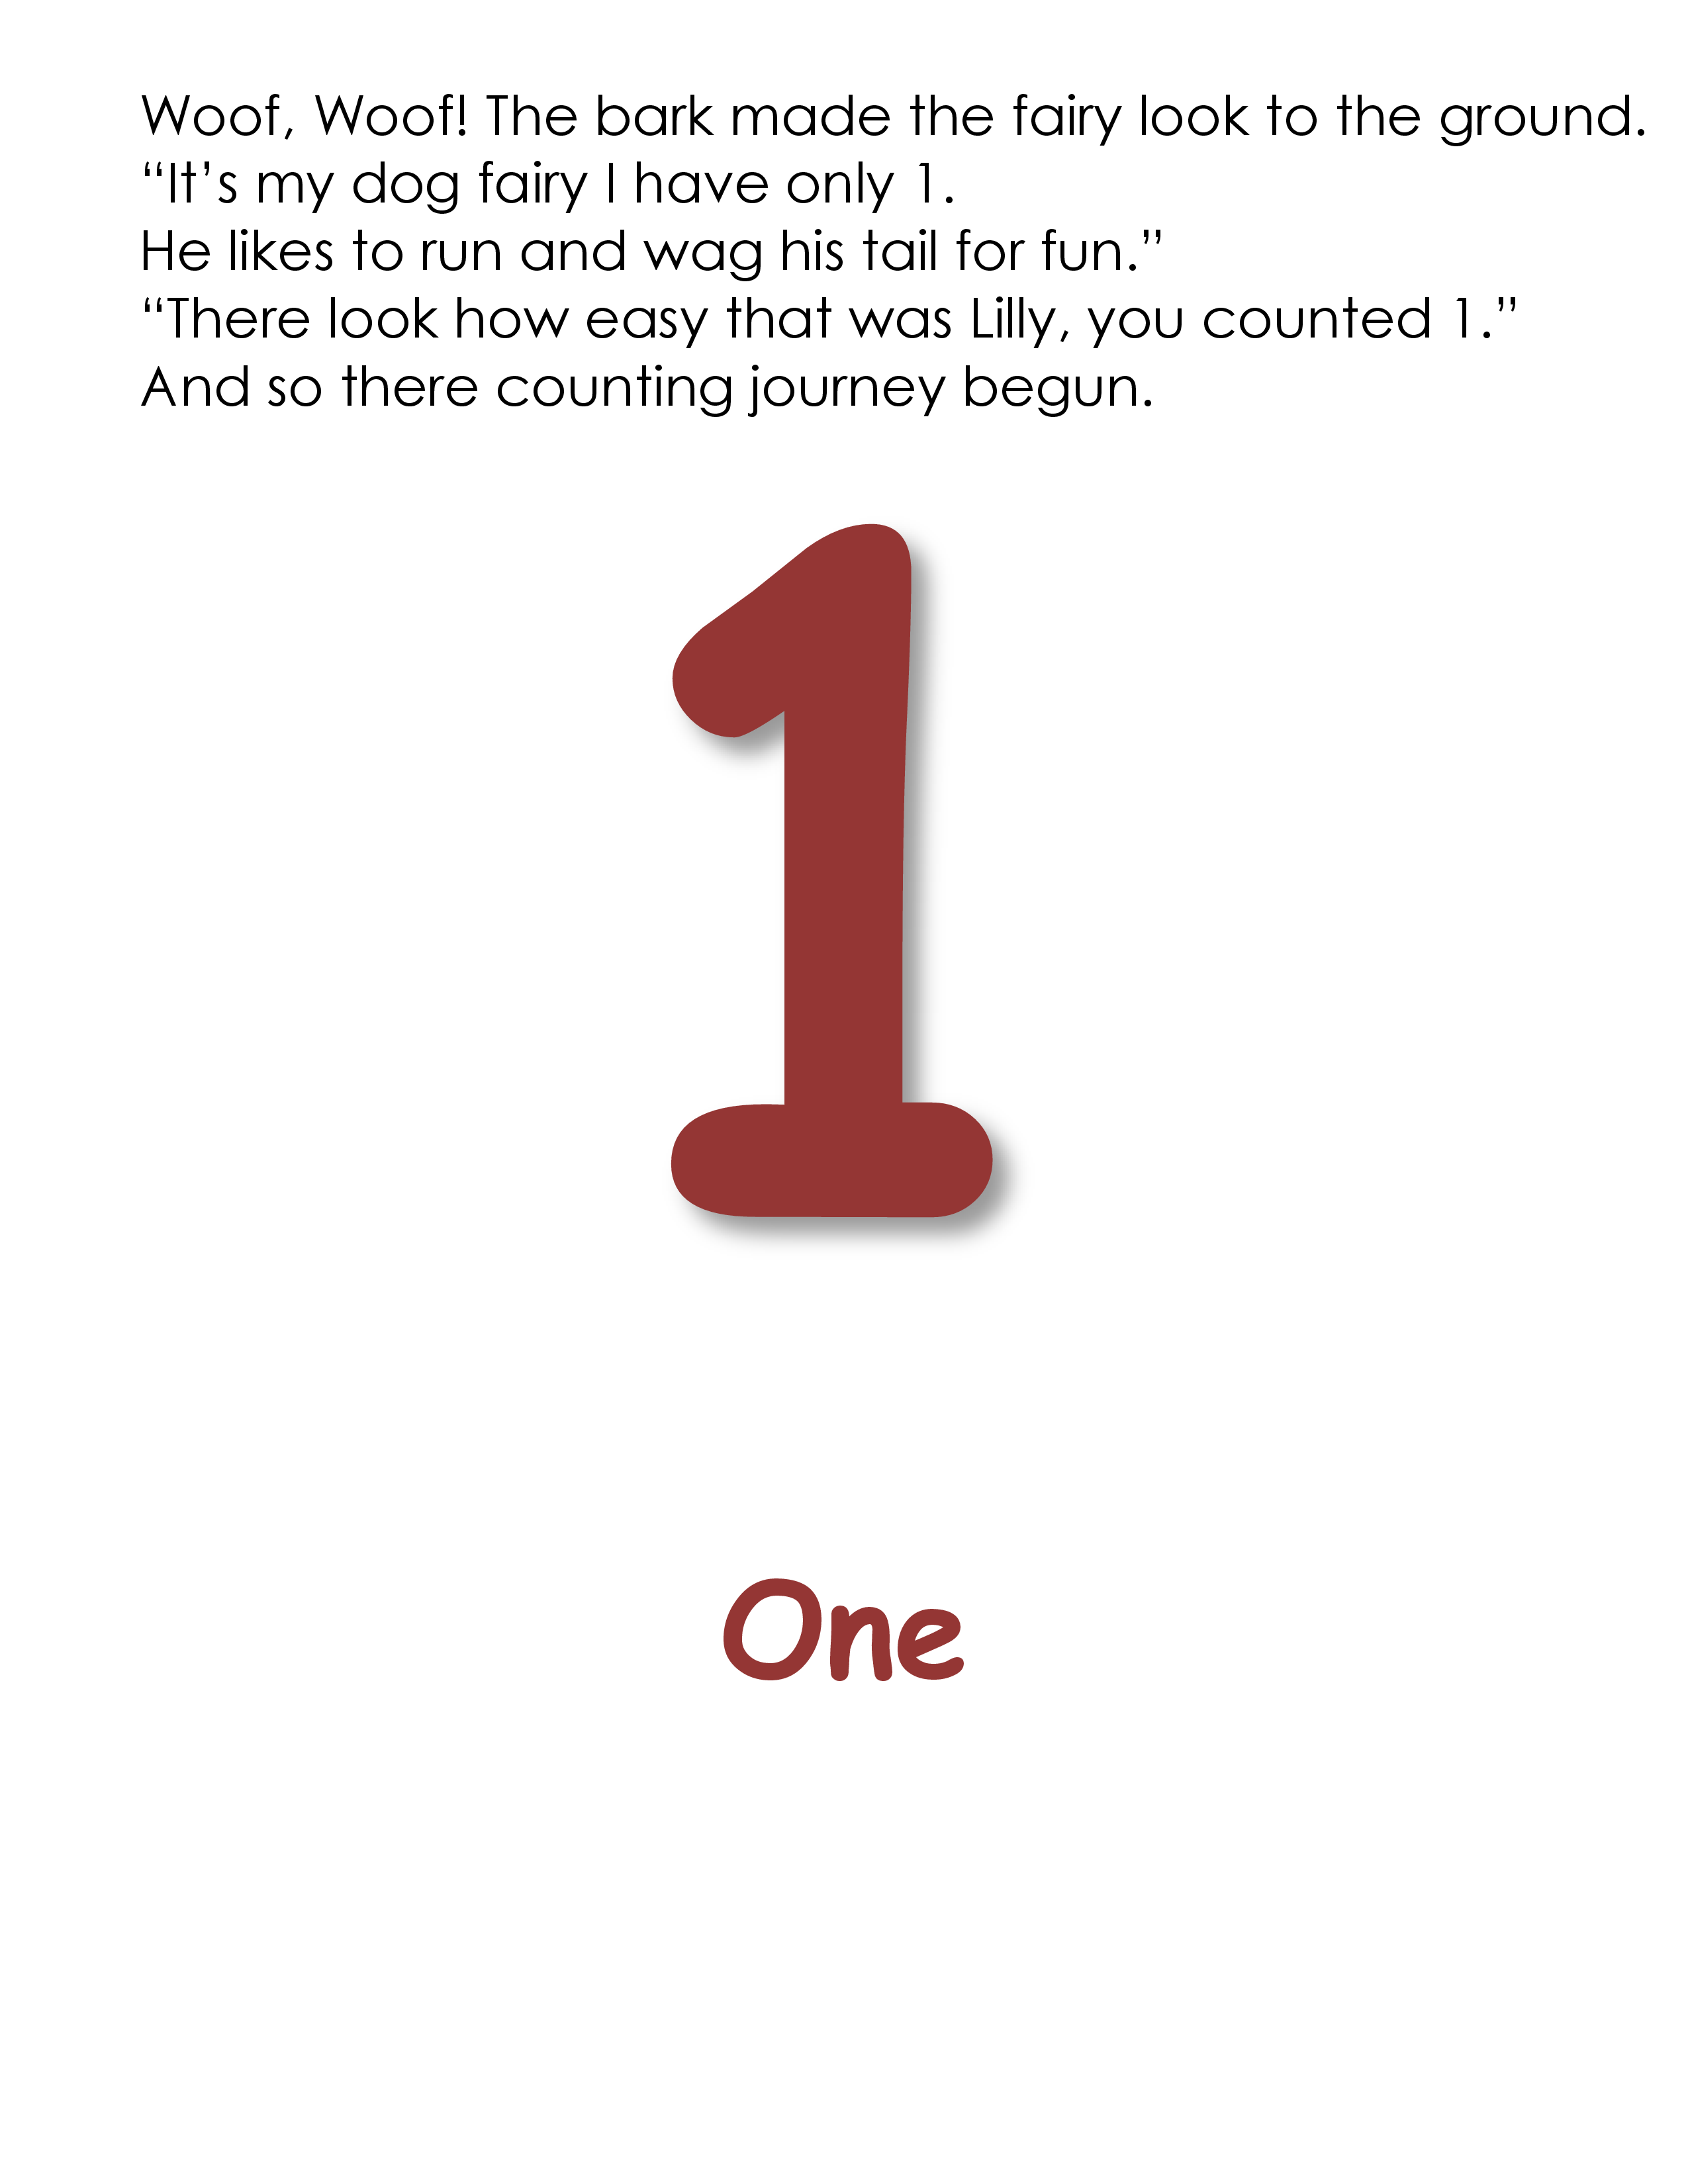 Woof, Woof! The bark made the fairy look to the ground.
“It’s my dog fairy I have only 1.
He likes to run and wag his tail for fun.”
“There look how easy that was Lilly, you counted 1.”
And so there counting journey begun.
1
One